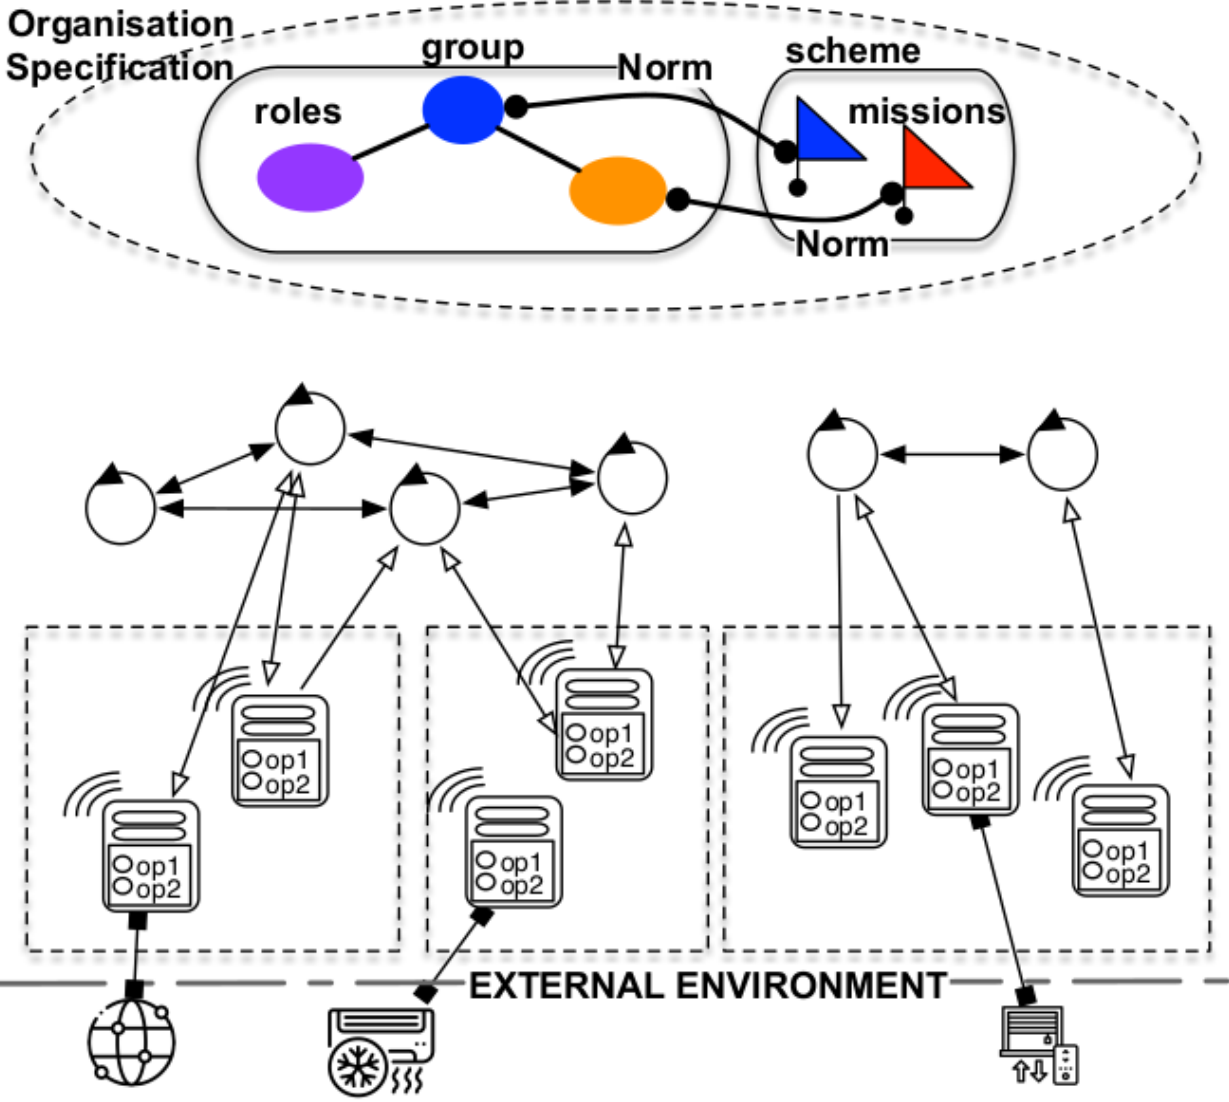 Organisation
Specification
group
Norm
scheme
roles
missions
Norm
op1
op2
op1
op2
op1
op2
op1
op2
op1
op2
op1
op2
op1
op2
EXTERNAL ENVIRONMENT